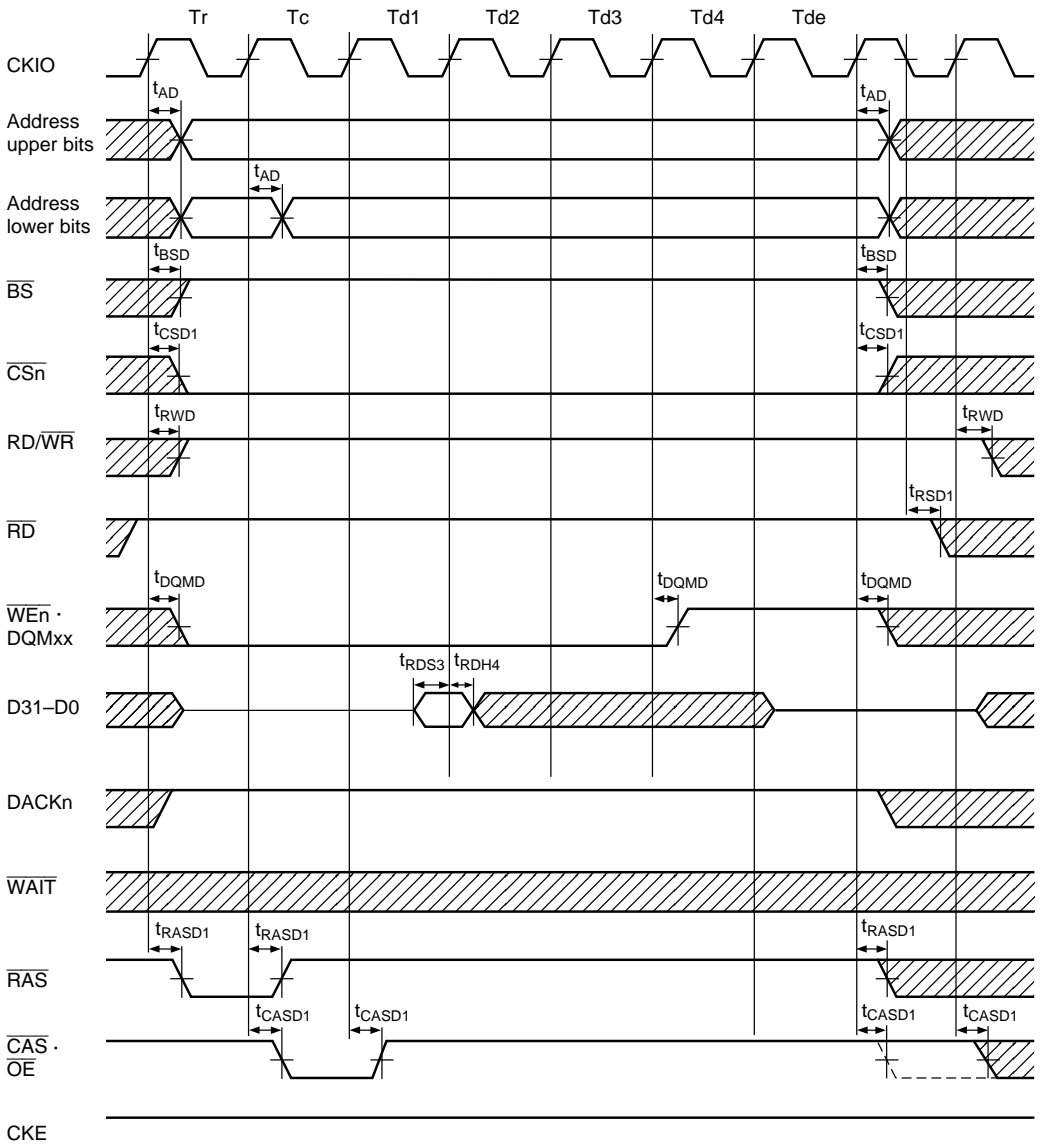 Tr Tc Td1 Td2 Td3 Td4 Tde
CKIO
tAD tAD
Address
upper bits
tAD
Address
lower bits
tBSD tBSD
BS
tCSD1 tCSD1
CSn
tRWD tRWD
RD/WR
tRSD1
RD
tDQMD tDQMD tDQMD
WEn ·
DQMxx
tRDS3 tRDH4
D31–D0
DACKn
WAIT
tRASD1 tRASD1 tRASD1
RAS
tCASD1 tCASD1 tCASD1 tCASD1
CAS ·
OE
CKE